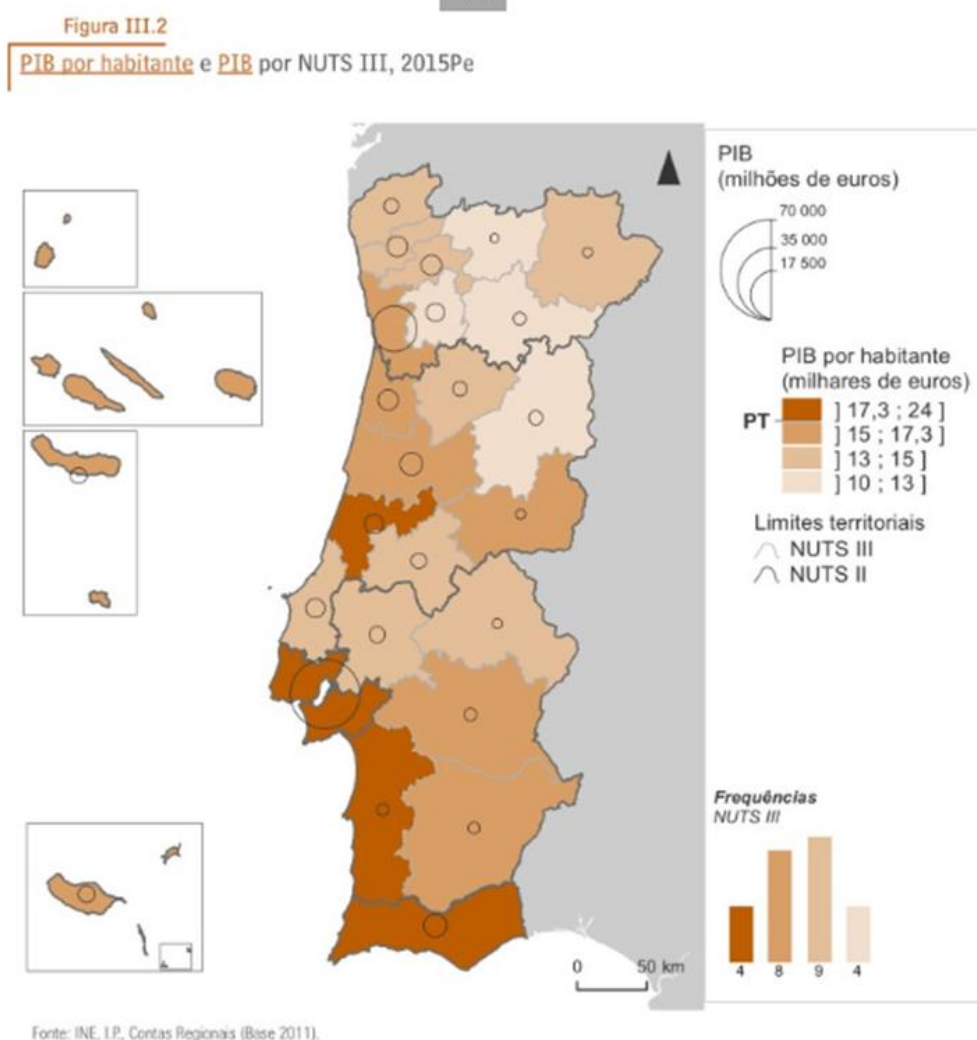 Figura III.2
PIB por habitante e PIB por NUTS III, 2015Pe
PIB
(milhões de euros)
70 000
35 000
17 500
PIB por habitante
(milhares de euros)
PT
] 17,3 ; 24 ]
] 15 ; 17,3 ]
] 13 ; 15 ]
] 10 ; 13 ]
Limites territoriais
NUTS III
NUTS II
Frequências
NUTS III
4 8 9 4
0 50 km
Fonte: INE, I.P., Contas Regionais (Base 2011).